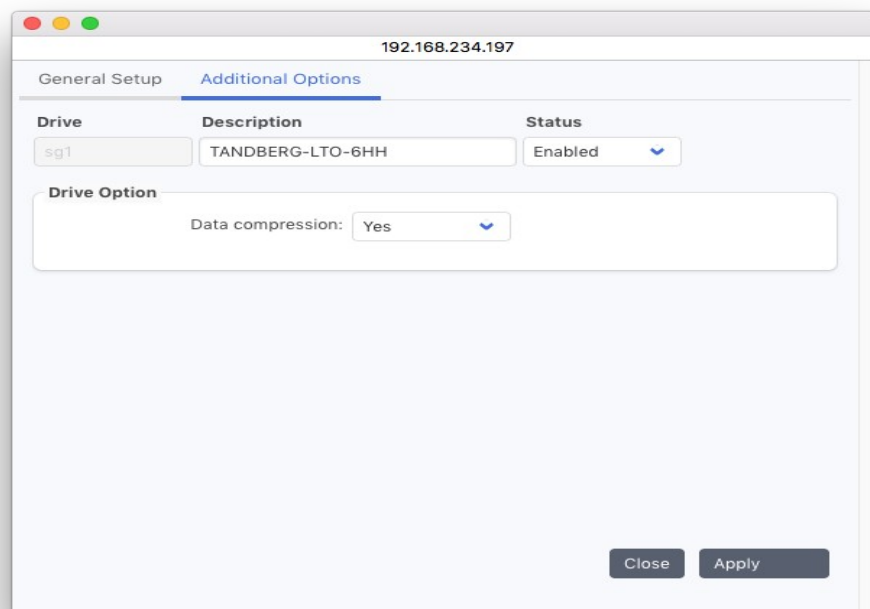 192.168.234.197
General Setup Additional Options
Drive Description Status
sg1 TANDBERG-LTO-6HH Enabled
Drive Option
Data compression: Yes
Close Apply